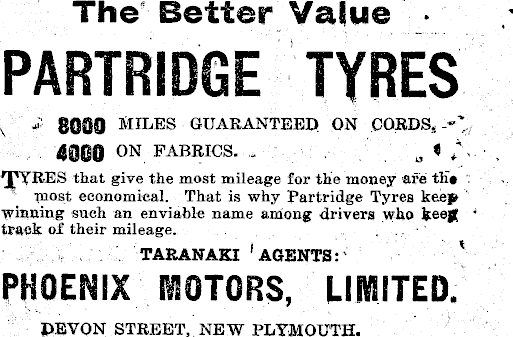 The Better Value
PARTRIDGE TYRES
8000 MILES GUARANTEED ON CORDS,
4000 ON FABRICS.
TYRES that give the most mileage for the money are the
most economical. That is why Partridge Tyres keep
winning such an enviable name among drivers who keep
track of their mileage.
TARANAKI AGENTS:
PHOENIX MOTORS, LIMITED.
DEVON STREET, NEW PLYMOUTH.